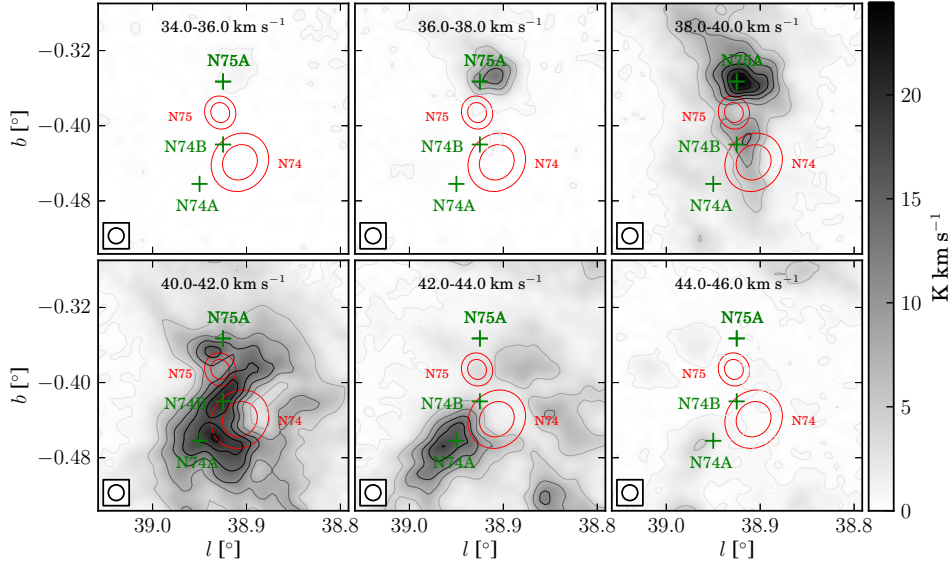 34.0-36.0 km s⁻¹
36.0-38.0 km s⁻¹
38.0-40.0 km s⁻¹
N75A
N75
N74B
N74
N74A
N75A
N75
N74B
N74
N74A
N75A
N75
N74B
N74
N74A
−0.32
−0.40
−0.48
b [°]
40.0-42.0 km s⁻¹
42.0-44.0 km s⁻¹
44.0-46.0 km s⁻¹
N75A
N75
N74B
N74
N74A
N75A
N75
N74B
N74
N74A
N75A
N75
N74B
N74
N74A
−0.32
−0.40
−0.48
b [°]
39.0 38.9 38.8
39.0 38.9 38.8
39.0 38.9 38.8
l [°]
l [°]
l [°]
20
15
10
5
0
K km s⁻¹